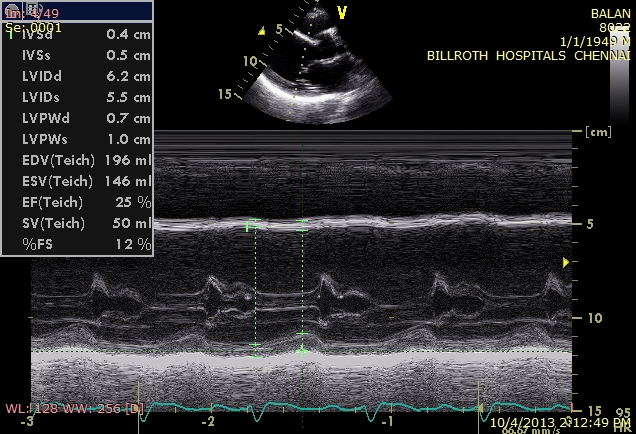 Im: 4/49
Se: 0001
V
BALAN
8022
1/1/1949 M
BILLROTH HOSPITALS CHENNAI
1 IVSd 0.4 cm
IVSs 0.5 cm
LVIDd 6.2 cm
LVIDs 5.5 cm
LVPWd 0.7 cm
LVPWs 1.0 cm
EDV(Teich) 196 ml
ESV(Teich) 146 ml
EF(Teich) 25 %
SV(Teich) 50 ml
%FS 12 %
5
10
15
[cm]
5
10
15
-3
-2
-1
WL: 128 WW: 256 [D]
95
HR
10/4/2013 2:12:49 PM
66.67 mm/s